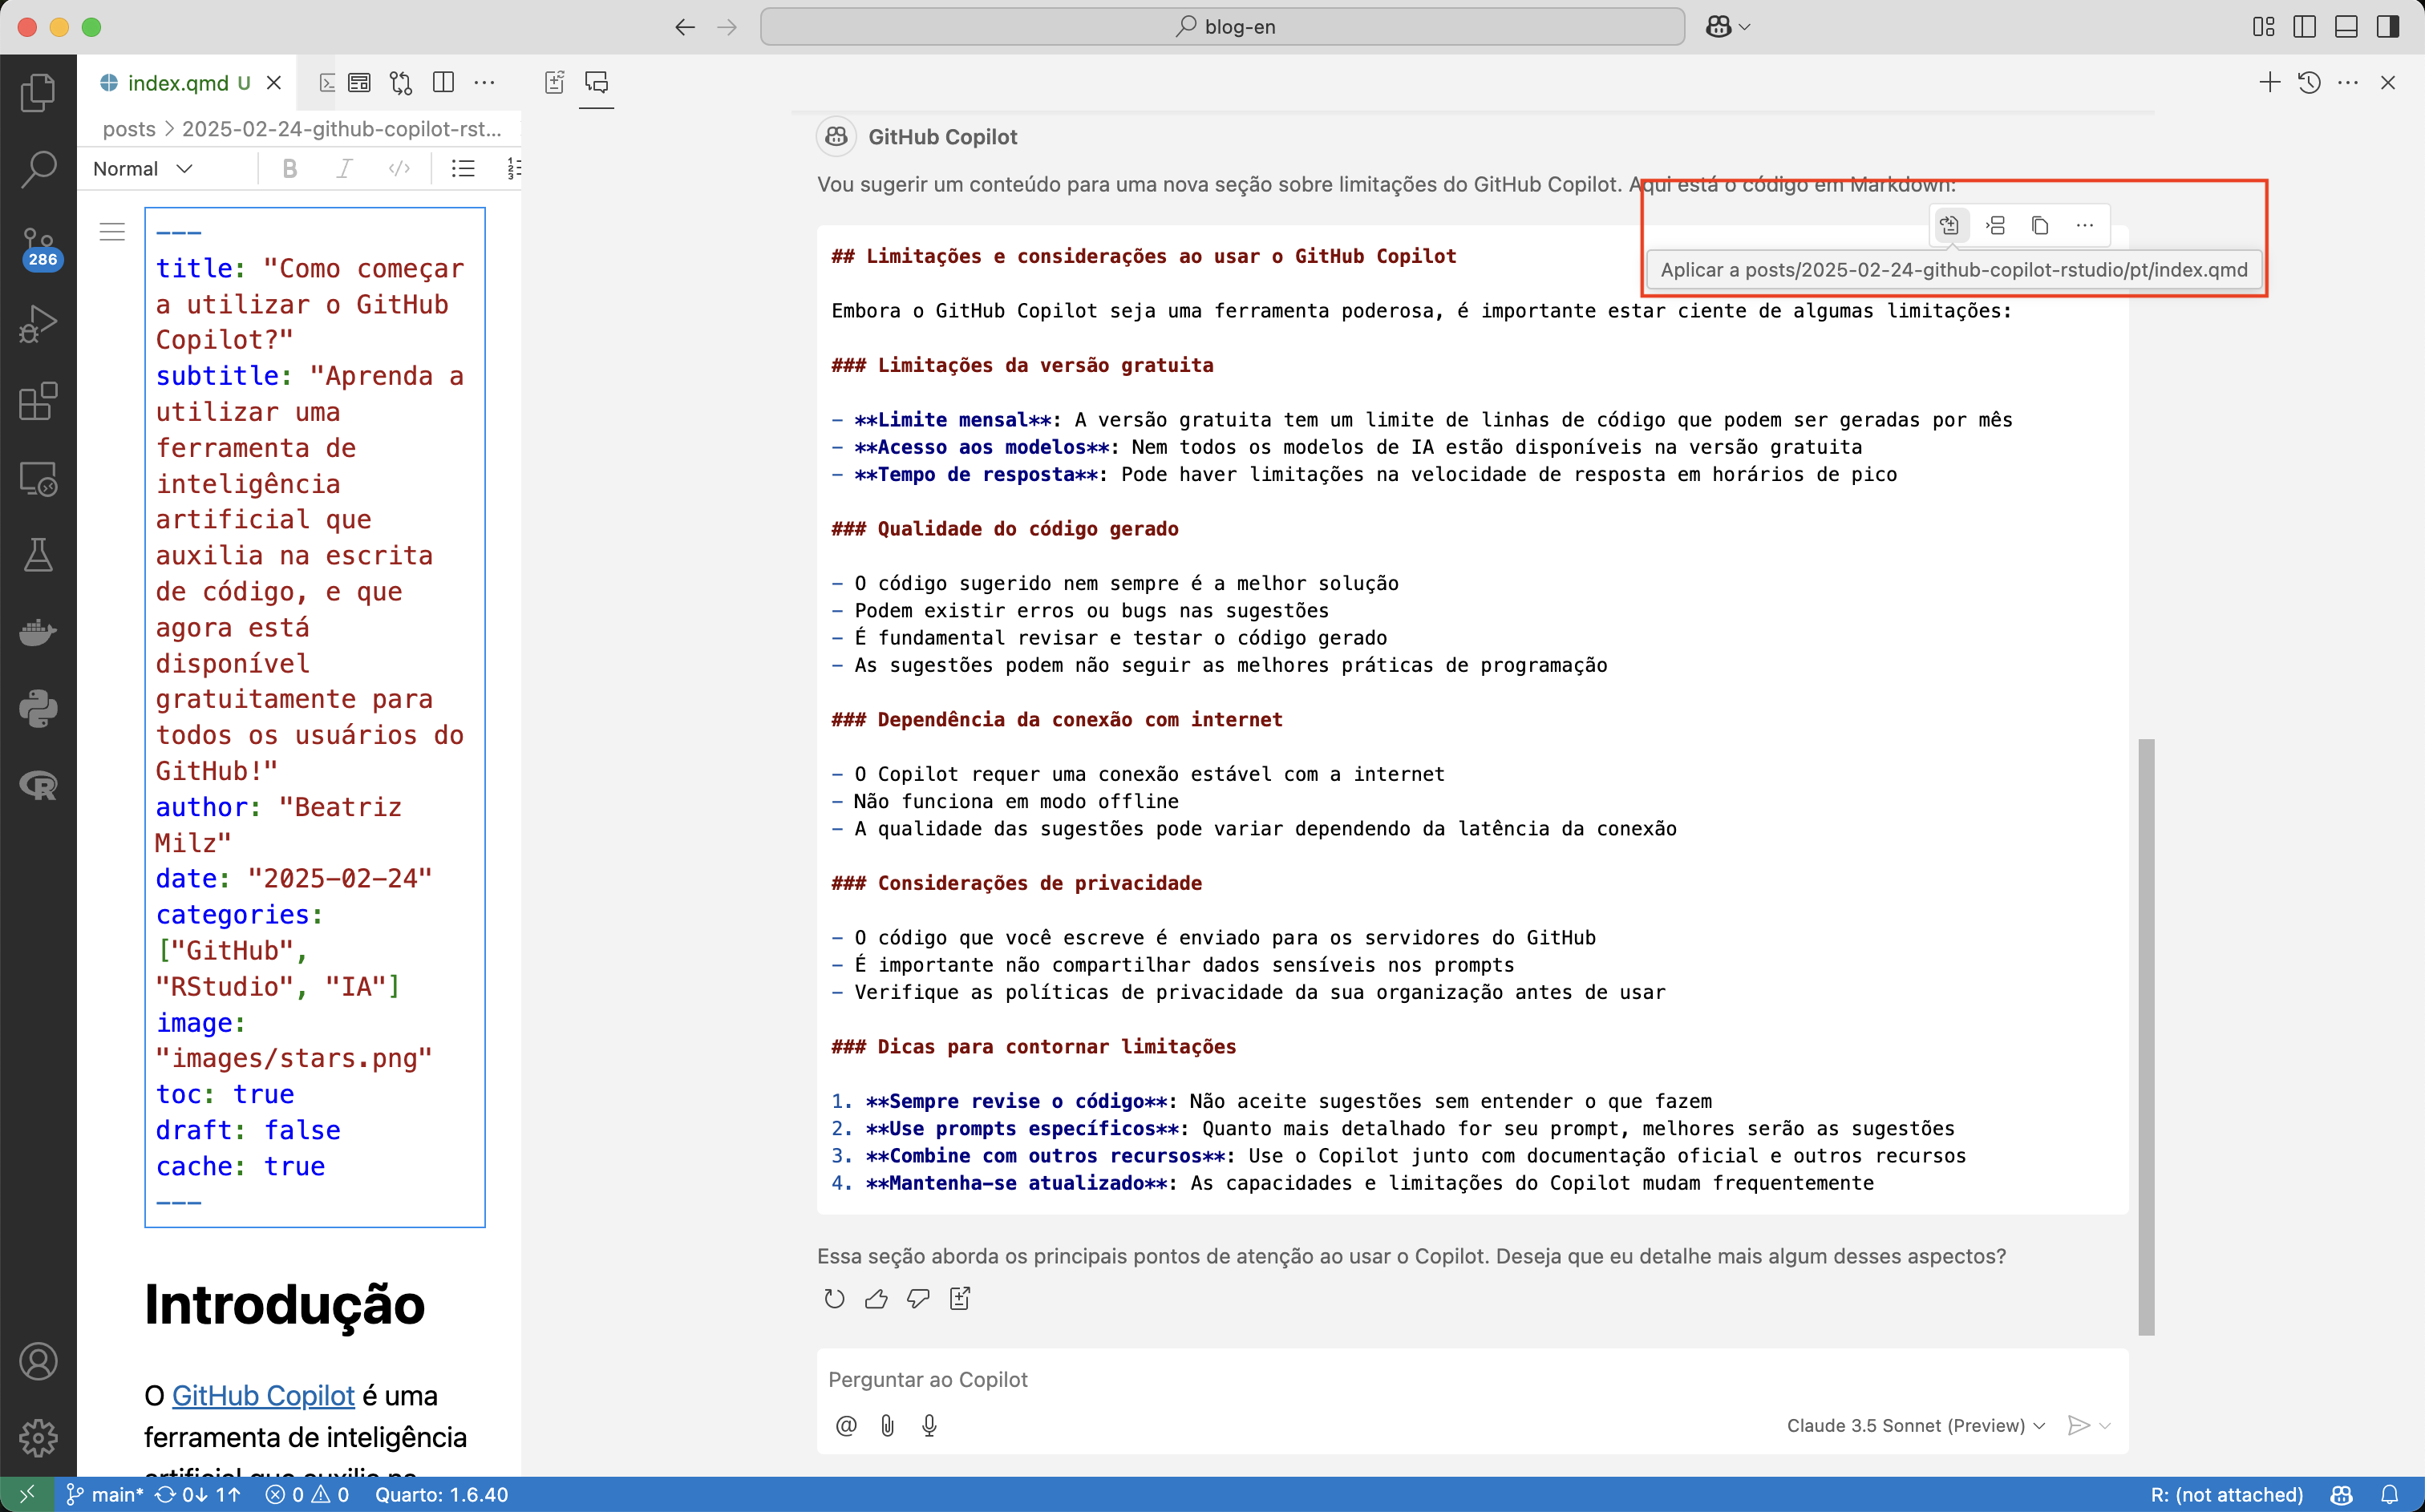 blog-en
index.qmd U
posts > 2025-02-24-github-copilot-rst...
Normal
286
---
title: "Como começar
a utilizar o GitHub
Copilot?"
subtitle: "Aprenda a
utilizar uma
ferramenta de
inteligência
artificial que
auxilia na escrita
de código, e que
agora está
disponível
gratuitamente para
todos os usuários do
GitHub!"
author: "Beatriz
Milz"
date: "2025-02-24"
categories:
["GitHub",
"RStudio", "IA"]
image:
"images/stars.png"
toc: true
draft: false
cache: true
---
Introdução
O GitHub Copilot é uma
ferramenta de inteligência
artificial que auxilia na
GitHub Copilot
Vou sugerir um conteúdo para uma nova seção sobre limitações do GitHub Copilot. Aqui está o código em Markdown:
Aplicar a posts/2025-02-24-github-copilot-rstudio/pt/index.qmd
## Limitações e considerações ao usar o GitHub Copilot
Embora o GitHub Copilot seja uma ferramenta poderosa, é importante estar ciente de algumas limitações:
### Limitações da versão gratuita
- **Limite mensal**: A versão gratuita tem um limite de linhas de código que podem ser geradas por mês
- **Acesso aos modelos**: Nem todos os modelos de IA estão disponíveis na versão gratuita
- **Tempo de resposta**: Pode haver limitações na velocidade de resposta em horários de pico
### Qualidade do código gerado
- O código sugerido nem sempre é a melhor solução
- Podem existir erros ou bugs nas sugestões
- É fundamental revisar e testar o código gerado
- As sugestões podem não seguir as melhores práticas de programação
### Dependência da conexão com internet
- O Copilot requer uma conexão estável com a internet
- Não funciona em modo offline
- A qualidade das sugestões pode variar dependendo da latência da conexão
### Considerações de privacidade
- O código que você escreve é enviado para os servidores do GitHub
- É importante não compartilhar dados sensíveis nos prompts
- Verifique as políticas de privacidade da sua organização antes de usar
### Dicas para contornar limitações
1. **Sempre revise o código**: Não aceite sugestões sem entender o que fazem
2. **Use prompts específicos**: Quanto mais detalhado for seu prompt, melhores serão as sugestões
3. **Combine com outros recursos**: Use o Copilot junto com documentação oficial e outros recursos
4. **Mantenha-se atualizado**: As capacidades e limitações do Copilot mudam frequentemente
Essa seção aborda os principais pontos de atenção ao usar o Copilot. Deseja que eu detalhe mais algum desses aspectos?
Perguntar ao Copilot
Claude 3.5 Sonnet (Preview)
main* 0↓ 1↑ 0 0 Quarto: 1.6.40
R: (not attached)